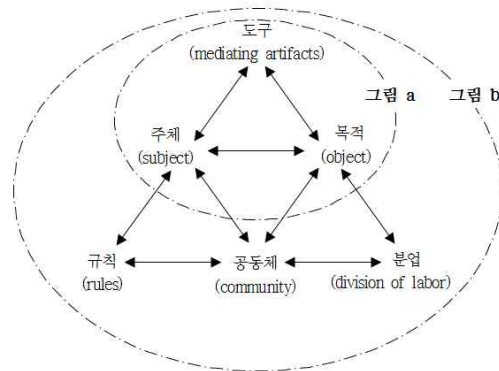 도구
(mediating artifacts)
그림 a
그림 b
주체
(subject)
목적
(object)
규칙
(rules)
공동체
(community)
분업
(division of labor)